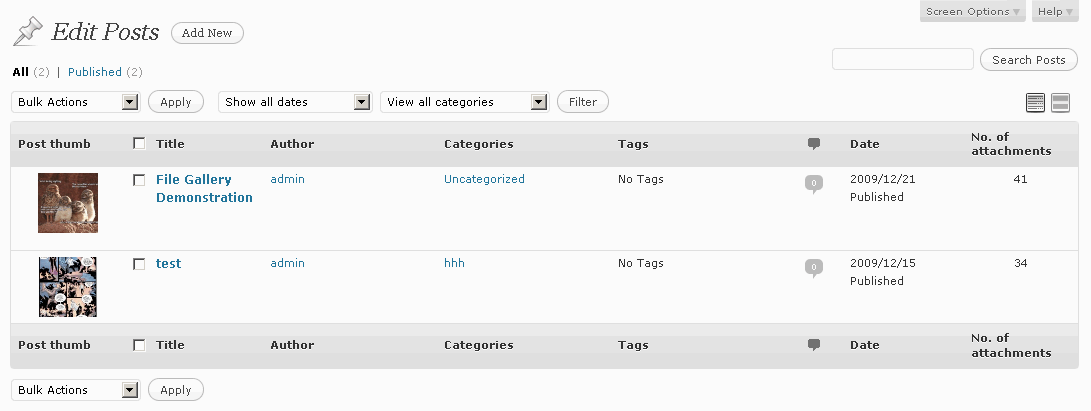 Screen Options ▼ Help ▼
Edit Posts Add New
All (2) | Published (2)
Search Posts
Bulk Actions Apply Show all dates View all categories Filter
Post thumb Title Author Categories Tags Date No. of attachments
File Gallery Demonstration admin Uncategorized No Tags 0 2009/12/21 Published 41
test admin hhh No Tags 0 2009/12/15 Published 34
Post thumb Title Author Categories Tags Date No. of attachments
Bulk Actions Apply